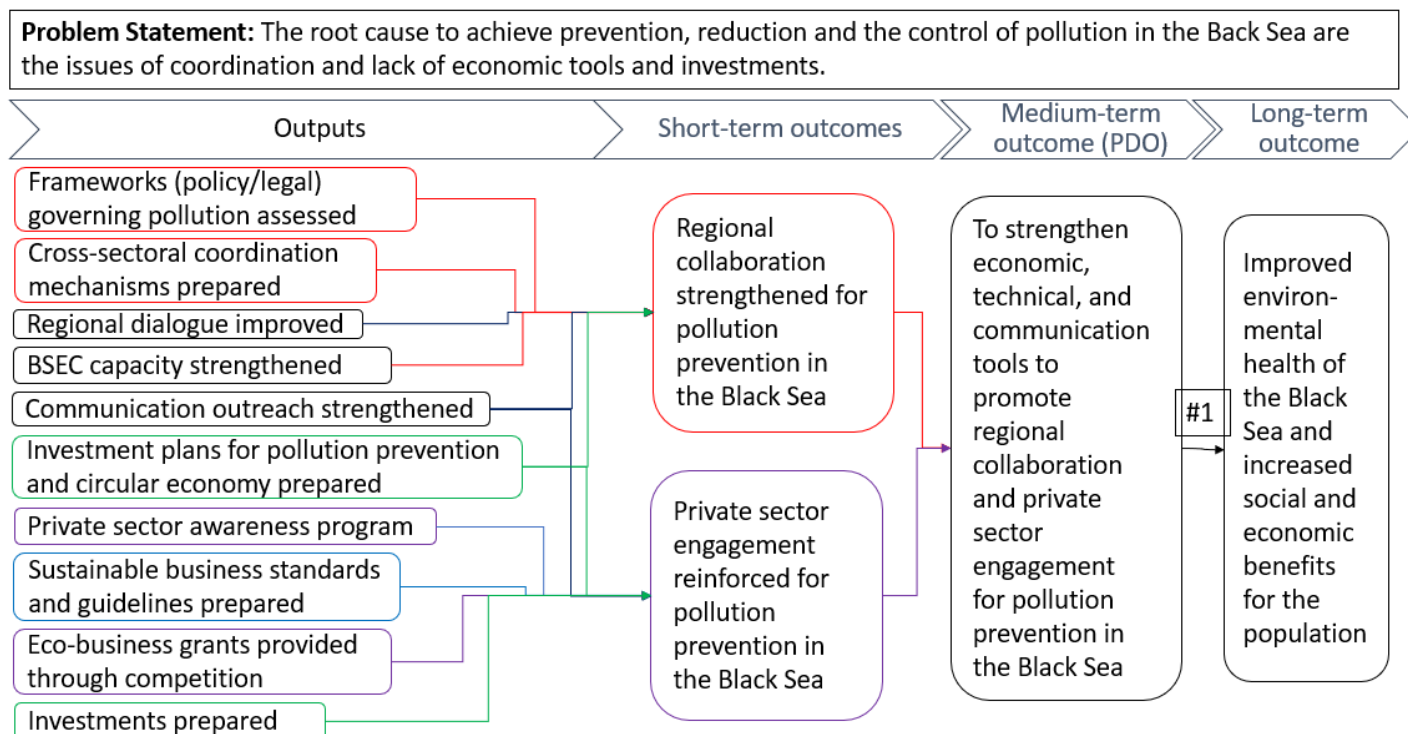 Problem Statement: The root cause to achieve prevention, reduction and the control of pollution in the Back Sea are
the issues of coordination and lack of economic tools and investments.
Outputs
Short-term outcomes
Medium-term
outcome (PDO)
Long-term
outcome
Frameworks (policy/legal)
governing pollution assessed
Cross-sectoral coordination
mechanisms prepared
Regional dialogue improved
BSEC capacity strengthened
Communication outreach strengthened
Investment plans for pollution prevention
and circular economy prepared
Private sector awareness program
Sustainable business standards
and guidelines prepared
Eco-business grants provided
through competition
Investments prepared
Regional
collaboration
strengthened for
pollution
prevention in
the Black Sea
Private sector
engagement
reinforced for
pollution
prevention in
the Black Sea
To strengthen
economic,
technical, and
communication
tools to
promote
regional
collaboration
and private
sector
engagement
for pollution
prevention in
the Black Sea
#1
Improved
environ-
mental
health of
the Black
Sea and
increased
social and
economic
benefits
for the
population